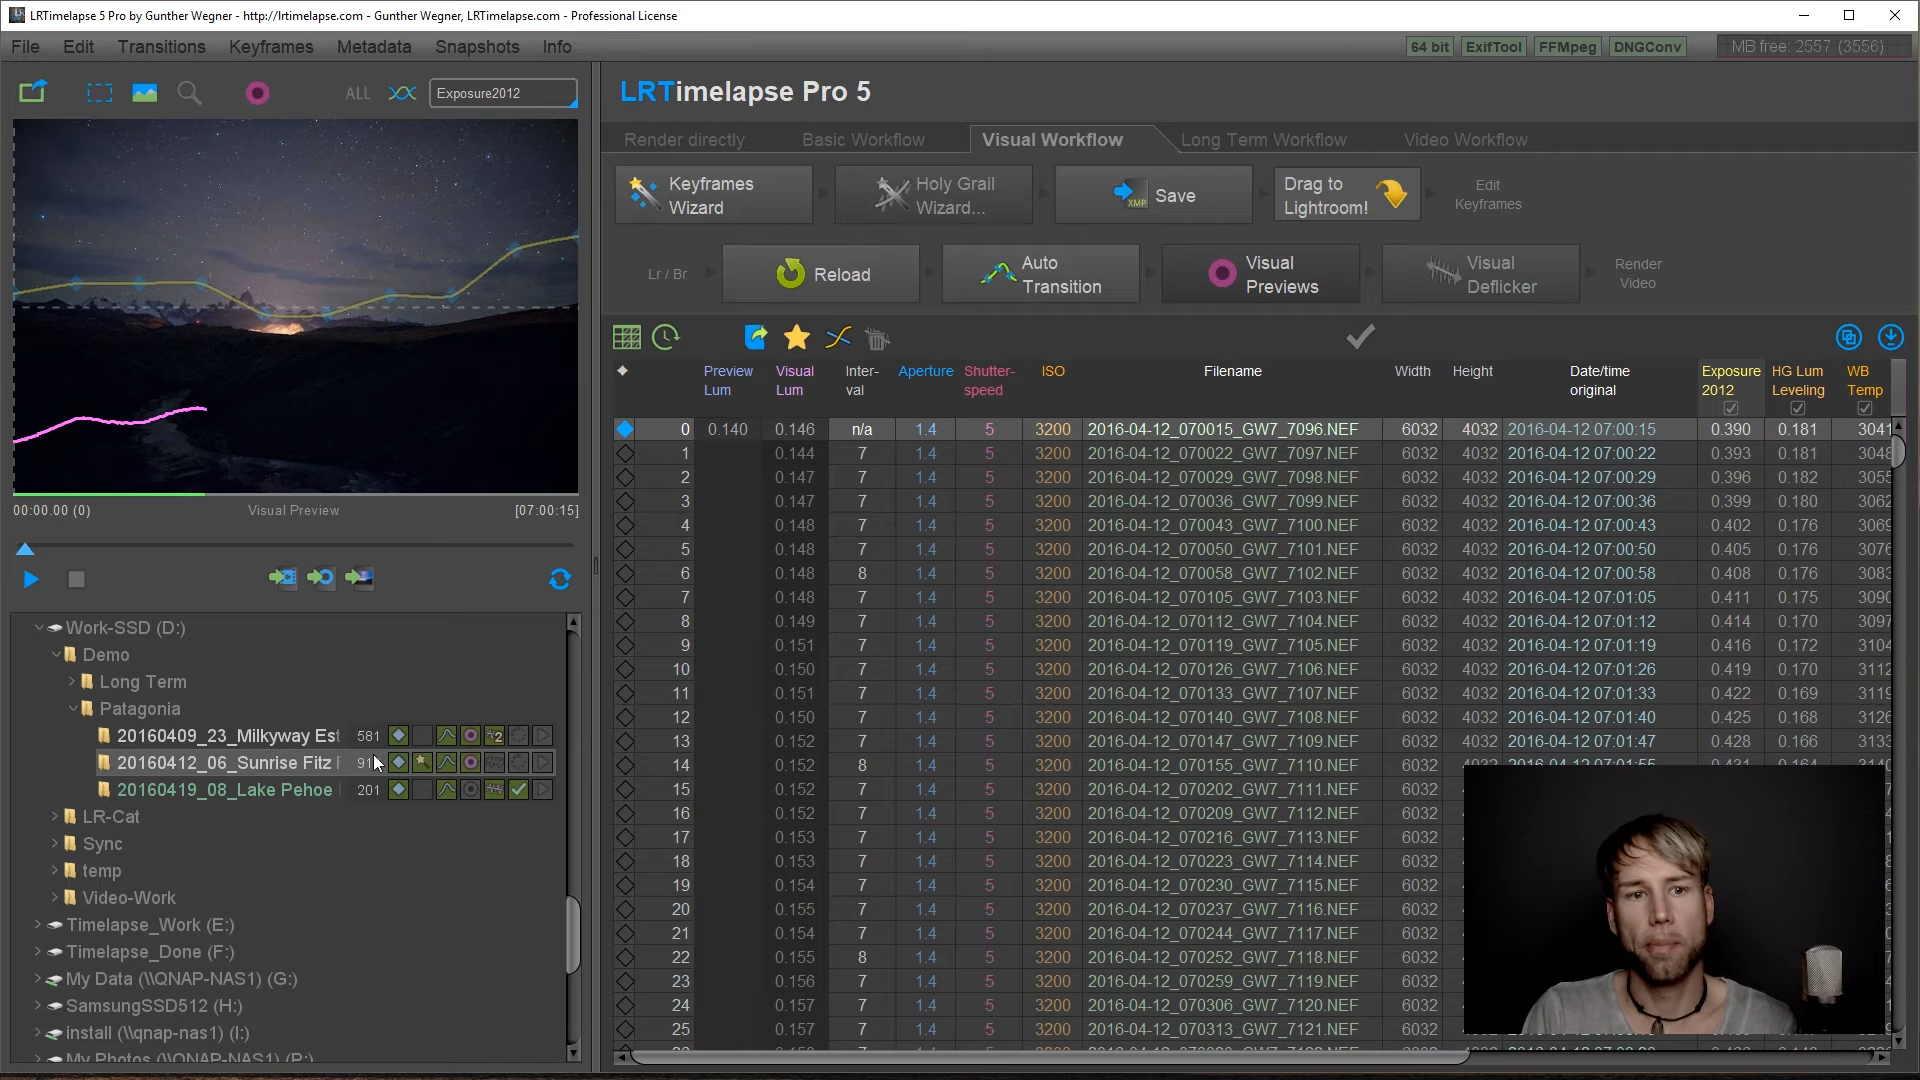 LRTimelapse 5 Pro by Gunther Wegner - http://lrtimelapse.com - Gunther Wegner, LRTimelapse.com - Professional License
File Edit Transitions Keyframes Metadata Snapshots Info
64 bit ExifTool FFMpeg DNGConv MB free: 2557 (3556)
ALL Exposure2012
LRTimelapse Pro 5
Render directly Basic Workflow Visual Workflow Long Term Workflow Video Workflow
Keyframes Wizard
Holy Grail Wizard...
XMP Save
Drag to Lightroom!
Edit Keyframes
Lr / Br
Reload
Auto Transition
Visual Previews
Visual Deflicker
Render Video
00:00.00 (0) Visual Preview [07:00:15]
Work-SSD (D:)
Demo
Long Term
Patagonia
20160409_23_Milkyway Est 581 2
20160412_06_Sunrise Fitz
20160419_08_Lake Pehoe 201
LR-Cat
Sync
temp
Video-Work
Timelapse_Work (E:)
Timelapse_Done (F:)
My Data (\\QNAP-NAS1) (G:)
SamsungSSD512 (H:)
install (\\qnap-nas1) (I:)
My Photos (\\QNAP-NAS1) (P:)
Preview Lum Visual Lum Inter-val Aperture Shutter-speed ISO Filename Width Height Date/time original Exposure 2012 HG Lum Leveling WB Temp
0 0.140 0.146 n/a 1.4 5 3200 2016-04-12_070015_GW7_7096.NEF 6032 4032 2016-04-12 07:00:15 0.390 0.181 3041
1 0.144 7 1.4 5 3200 2016-04-12_070022_GW7_7097.NEF 6032 4032 2016-04-12 07:00:22 0.393 0.181 3048
2 0.147 7 1.4 5 3200 2016-04-12_070029_GW7_7098.NEF 6032 4032 2016-04-12 07:00:29 0.396 0.182 3055
3 0.147 7 1.4 5 3200 2016-04-12_070036_GW7_7099.NEF 6032 4032 2016-04-12 07:00:36 0.399 0.180 3062
4 0.148 7 1.4 5 3200 2016-04-12_070043_GW7_7100.NEF 6032 4032 2016-04-12 07:00:43 0.402 0.176 3069
5 0.148 7 1.4 5 3200 2016-04-12_070050_GW7_7101.NEF 6032 4032 2016-04-12 07:00:50 0.405 0.176 3076
6 0.148 8 1.4 5 3200 2016-04-12_070058_GW7_7102.NEF 6032 4032 2016-04-12 07:00:58 0.408 0.176 3083
7 0.148 7 1.4 5 3200 2016-04-12_070105_GW7_7103.NEF 6032 4032 2016-04-12 07:01:05 0.411 0.175 3090
8 0.149 7 1.4 5 3200 2016-04-12_070112_GW7_7104.NEF 6032 4032 2016-04-12 07:01:12 0.414 0.170 3097
9 0.151 7 1.4 5 3200 2016-04-12_070119_GW7_7105.NEF 6032 4032 2016-04-12 07:01:19 0.416 0.172 3104
10 0.150 7 1.4 5 3200 2016-04-12_070126_GW7_7106.NEF 6032 4032 2016-04-12 07:01:26 0.419 0.170 3112
11 0.151 7 1.4 5 3200 2016-04-12_070133_GW7_7107.NEF 6032 4032 2016-04-12 07:01:33 0.422 0.169 3119
12 0.150 7 1.4 5 3200 2016-04-12_070140_GW7_7108.NEF 6032 4032 2016-04-12 07:01:40 0.425 0.168 3126
13 0.152 7 1.4 5 3200 2016-04-12_070147_GW7_7109.NEF 6032 4032 2016-04-12 07:01:47 0.428 0.166 3133
14 0.152 8 1.4 5 3200 2016-04-12_070155_GW7_7110.NEF 6032 4032 2016-04-12 07:01:55
15 0.152 7 1.4 5 3200 2016-04-12_070202_GW7_7111.NEF 6032
16 0.152 7 1.4 5 3200 2016-04-12_070209_GW7_7112.NEF 6032
17 0.153 7 1.4 5 3200 2016-04-12_070216_GW7_7113.NEF 6032
18 0.153 7 1.4 5 3200 2016-04-12_070223_GW7_7114.NEF 6032
19 0.154 7 1.4 5 3200 2016-04-12_070230_GW7_7115.NEF 6032
20 0.155 7 1.4 5 3200 2016-04-12_070237_GW7_7116.NEF 6032
21 0.154 7 1.4 5 3200 2016-04-12_070244_GW7_7117.NEF 6032
22 0.155 8 1.4 5 3200 2016-04-12_070252_GW7_7118.NEF 6032
23 0.156 7 1.4 5 3200 2016-04-12_070259_GW7_7119.NEF 6032
24 0.157 7 1.4 5 3200 2016-04-12_070306_GW7_7120.NEF 6032
25 0.157 7 1.4 5 3200 2016-04-12_070313_GW7_7121.NEF 6032